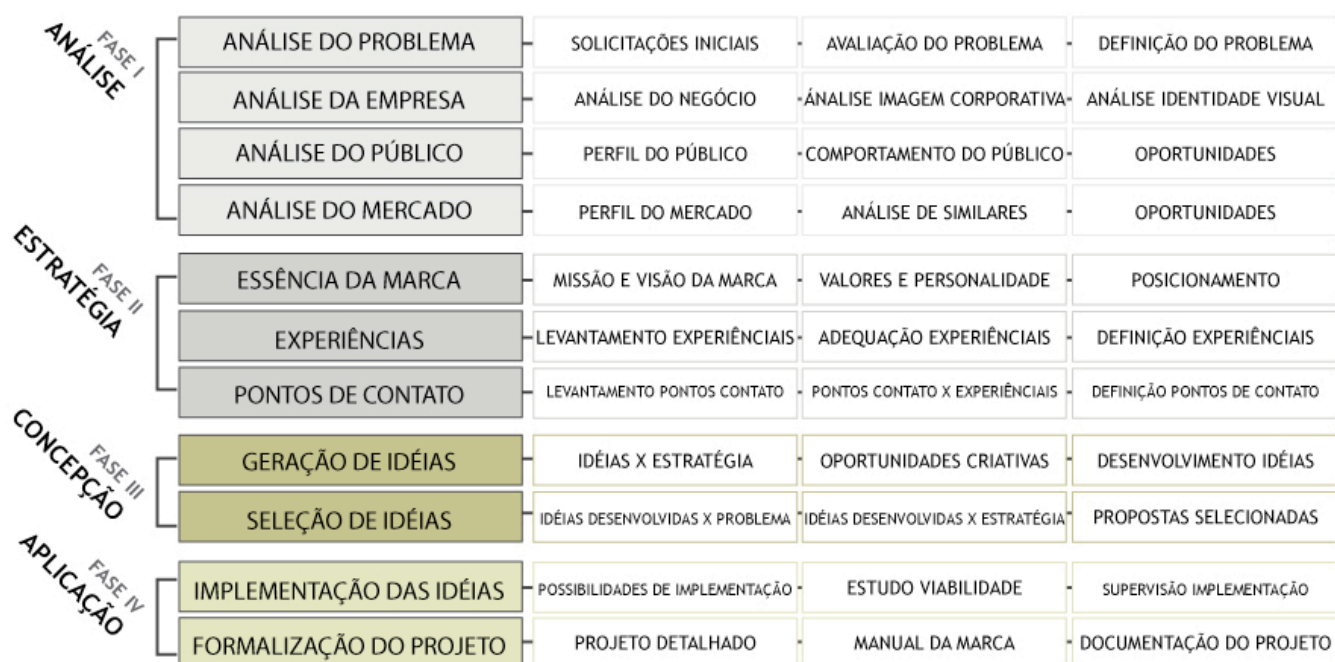 FASE I
ANÁLISE
ANÁLISE DO PROBLEMA
SOLICITAÇÕES INICIAIS
AVALIAÇÃO DO PROBLEMA
DEFINIÇÃO DO PROBLEMA
ANÁLISE DA EMPRESA
ANÁLISE DO NEGÓCIO
ÁNALISE IMAGEM CORPORATIVA
ANÁLISE IDENTIDADE VISUAL
ANÁLISE DO PÚBLICO
PERFIL DO PÚBLICO
COMPORTAMENTO DO PÚBLICO
OPORTUNIDADES
ANÁLISE DO MERCADO
PERFIL DO MERCADO
ANÁLISE DE SIMILARES
OPORTUNIDADES
FASE II
ESTRATÉGIA
ESSÊNCIA DA MARCA
MISSÃO E VISÃO DA MARCA
VALORES E PERSONALIDADE
POSICIONAMENTO
EXPERIÊNCIAS
LEVANTAMENTO EXPERIÊNCIAIS
ADEQUAÇÃO EXPERIÊNCIAIS
DEFINIÇÃO EXPERIÊNCIAIS
PONTOS DE CONTATO
LEVANTAMENTO PONTOS CONTATO
PONTOS CONTATO X EXPERIÊNCIAIS
DEFINIÇÃO PONTOS DE CONTATO
FASE III
CONCEPÇÃO
GERAÇÃO DE IDÉIAS
IDÉIAS X ESTRATÉGIA
OPORTUNIDADES CRIATIVAS
DESENVOLVIMENTO IDÉIAS
SELEÇÃO DE IDÉIAS
IDÉIAS DESENVOLVIDAS X PROBLEMA
IDÉIAS DESENVOLVIDAS X ESTRATÉGIA
PROPOSTAS SELECIONADAS
FASE IV
APLICAÇÃO
IMPLEMENTAÇÃO DAS IDÉIAS
POSSIBILIDADES DE IMPLEMENTAÇÃO
ESTUDO VIABILIDADE
SUPERVISÃO IMPLEMENTAÇÃO
FORMALIZAÇÃO DO PROJETO
PROJETO DETALHADO
MANUAL DA MARCA
DOCUMENTAÇÃO DO PROJETO